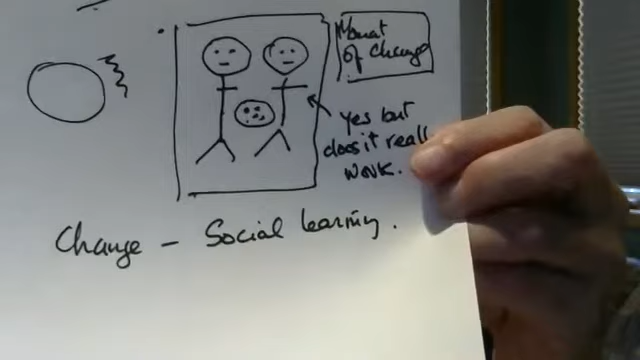 Moment
of change
Yes but
does it really
work.
Change – Social learning.